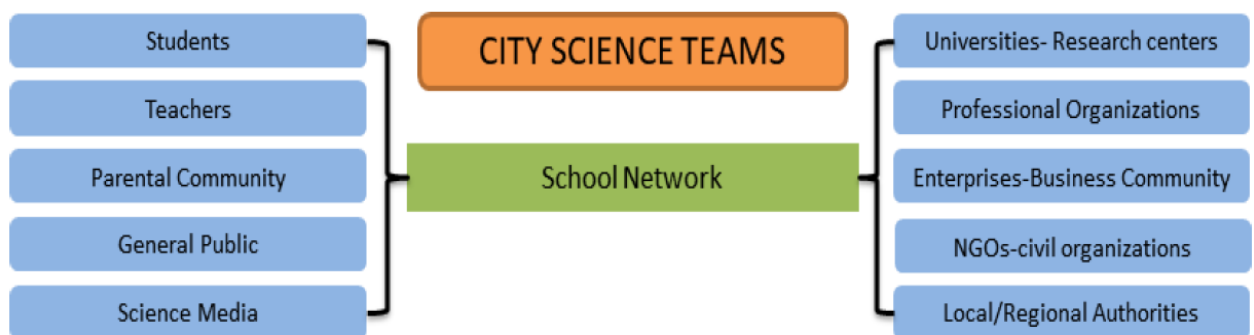 CITY SCIENCE TEAMS
Students
Teachers
Parental Community
General Public
Science Media
School Network
Universities- Research centers
Professional Organizations
Enterprises-Business Community
NGOs-civil organizations
Local/Regional Authorities